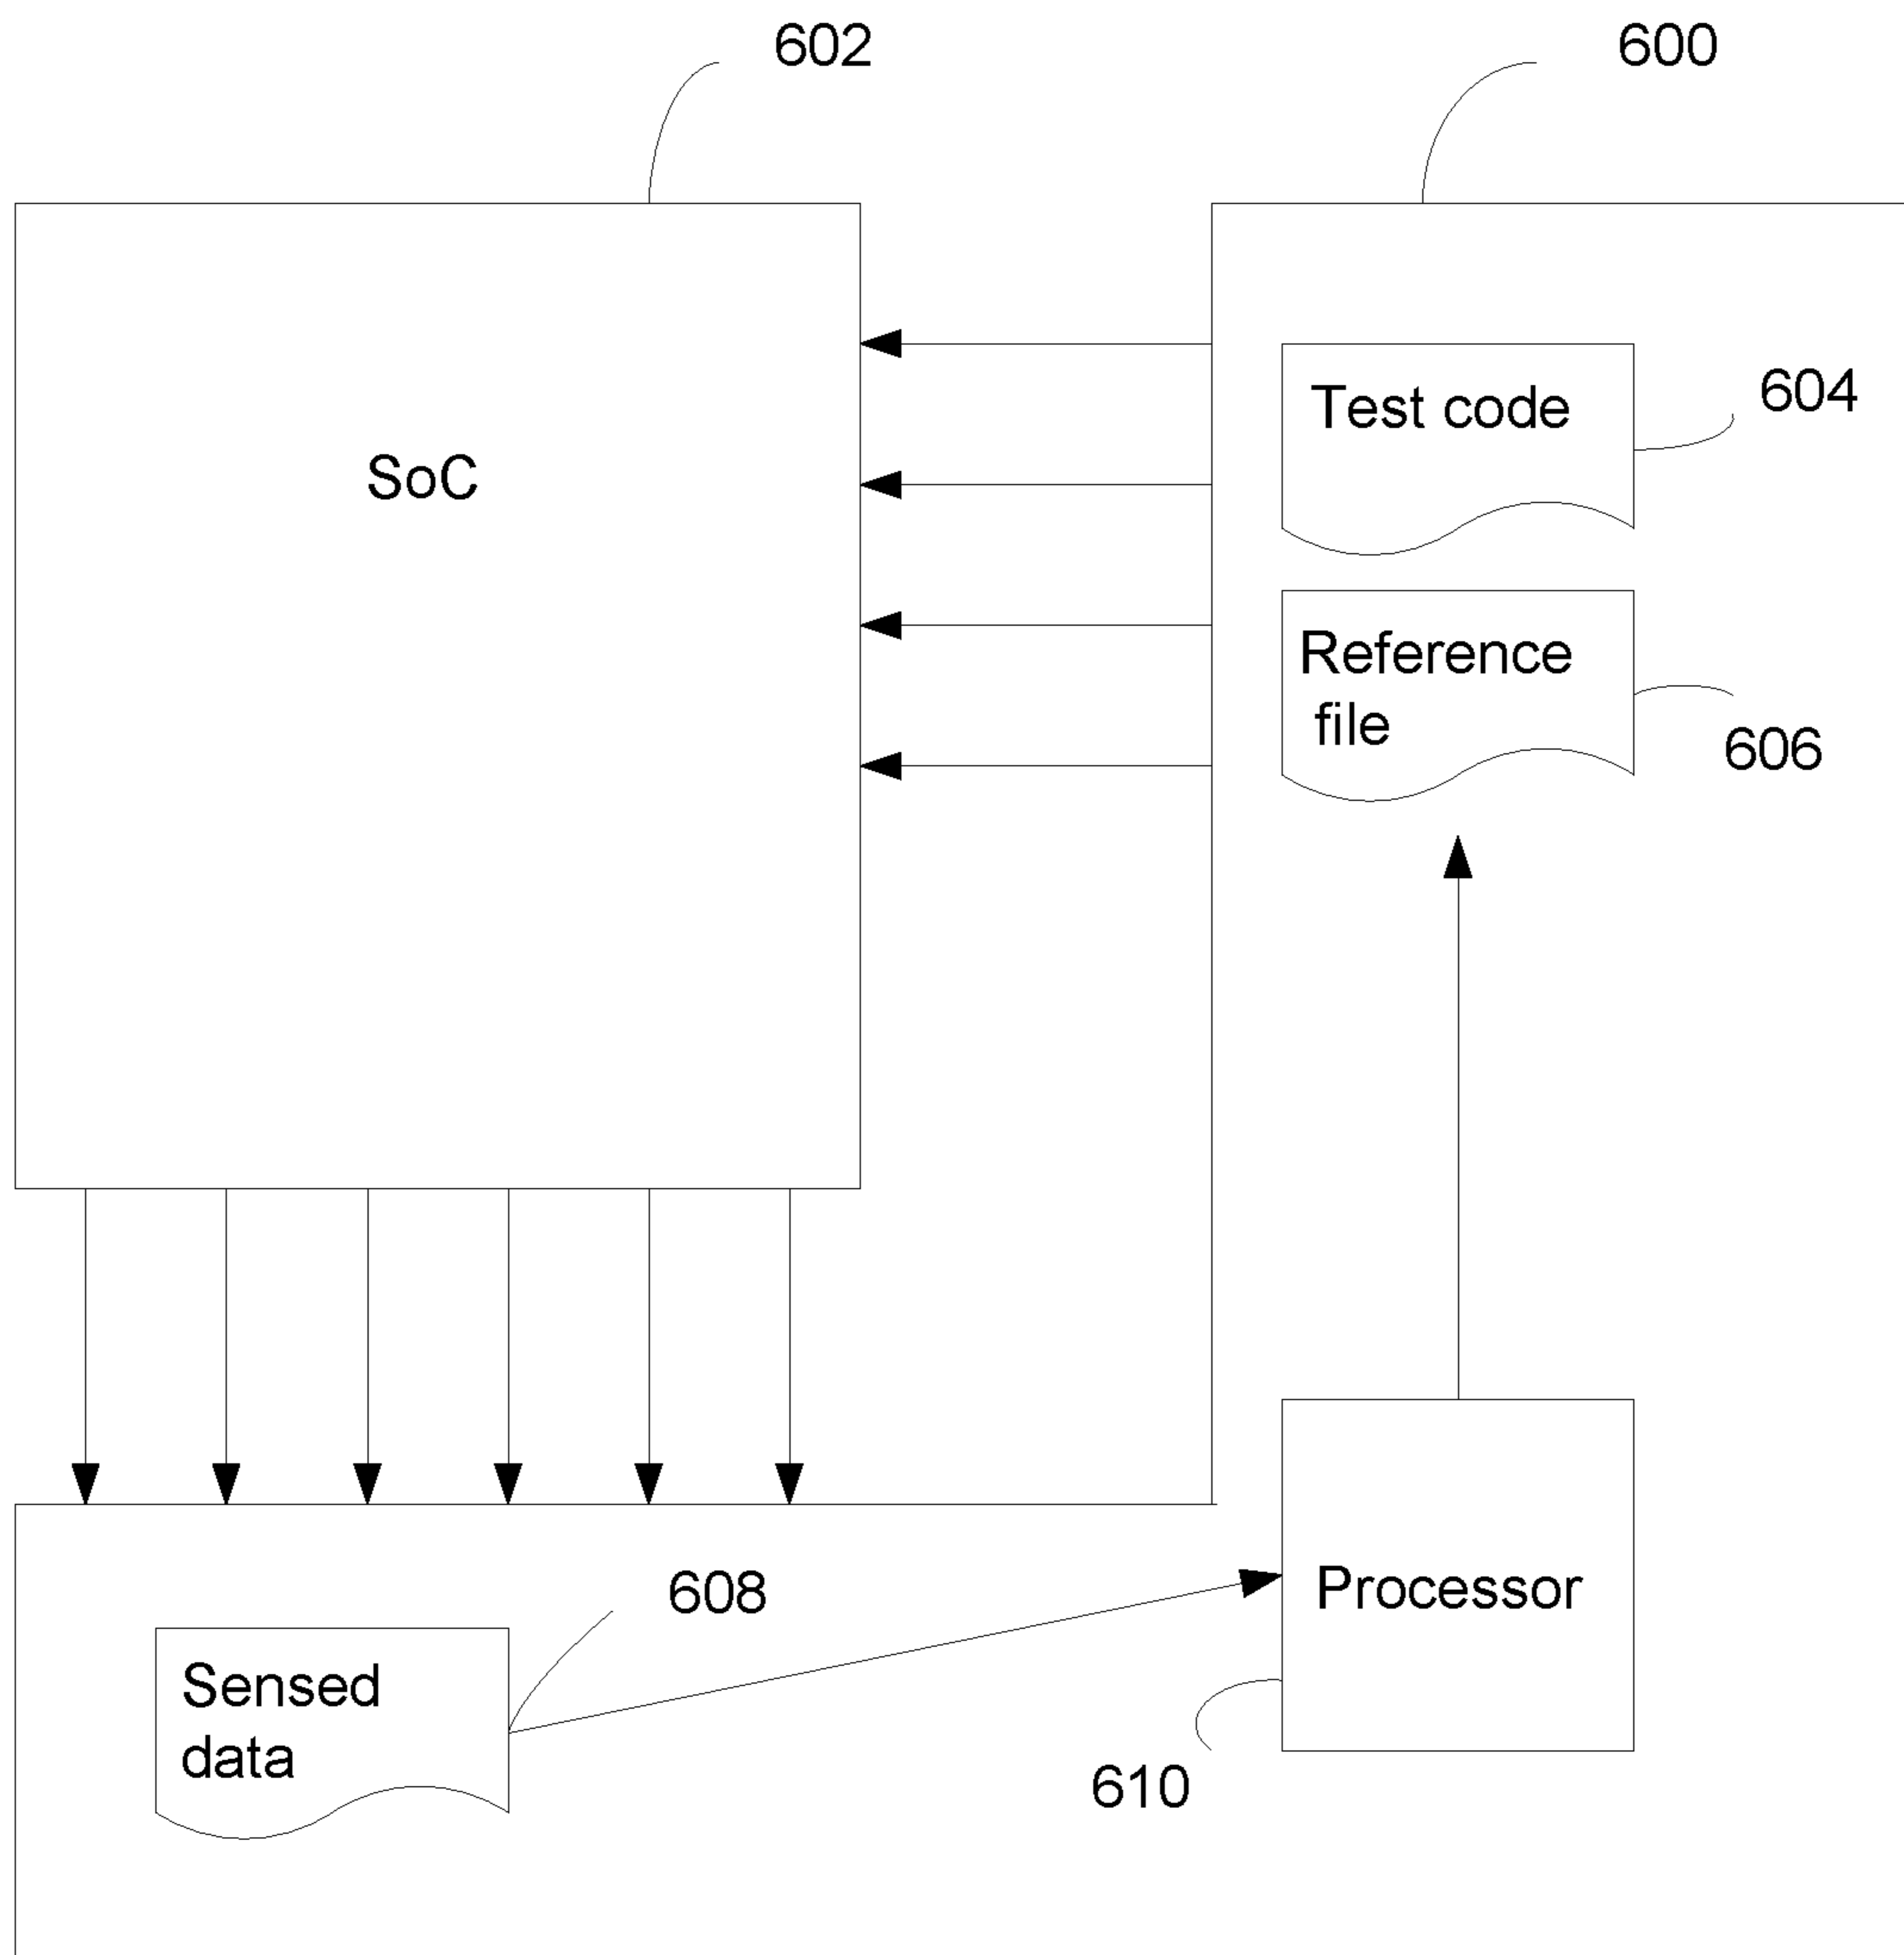 602
600
Test code
604
SoC
Reference
file
606
608
Processor
Sensed
data
610